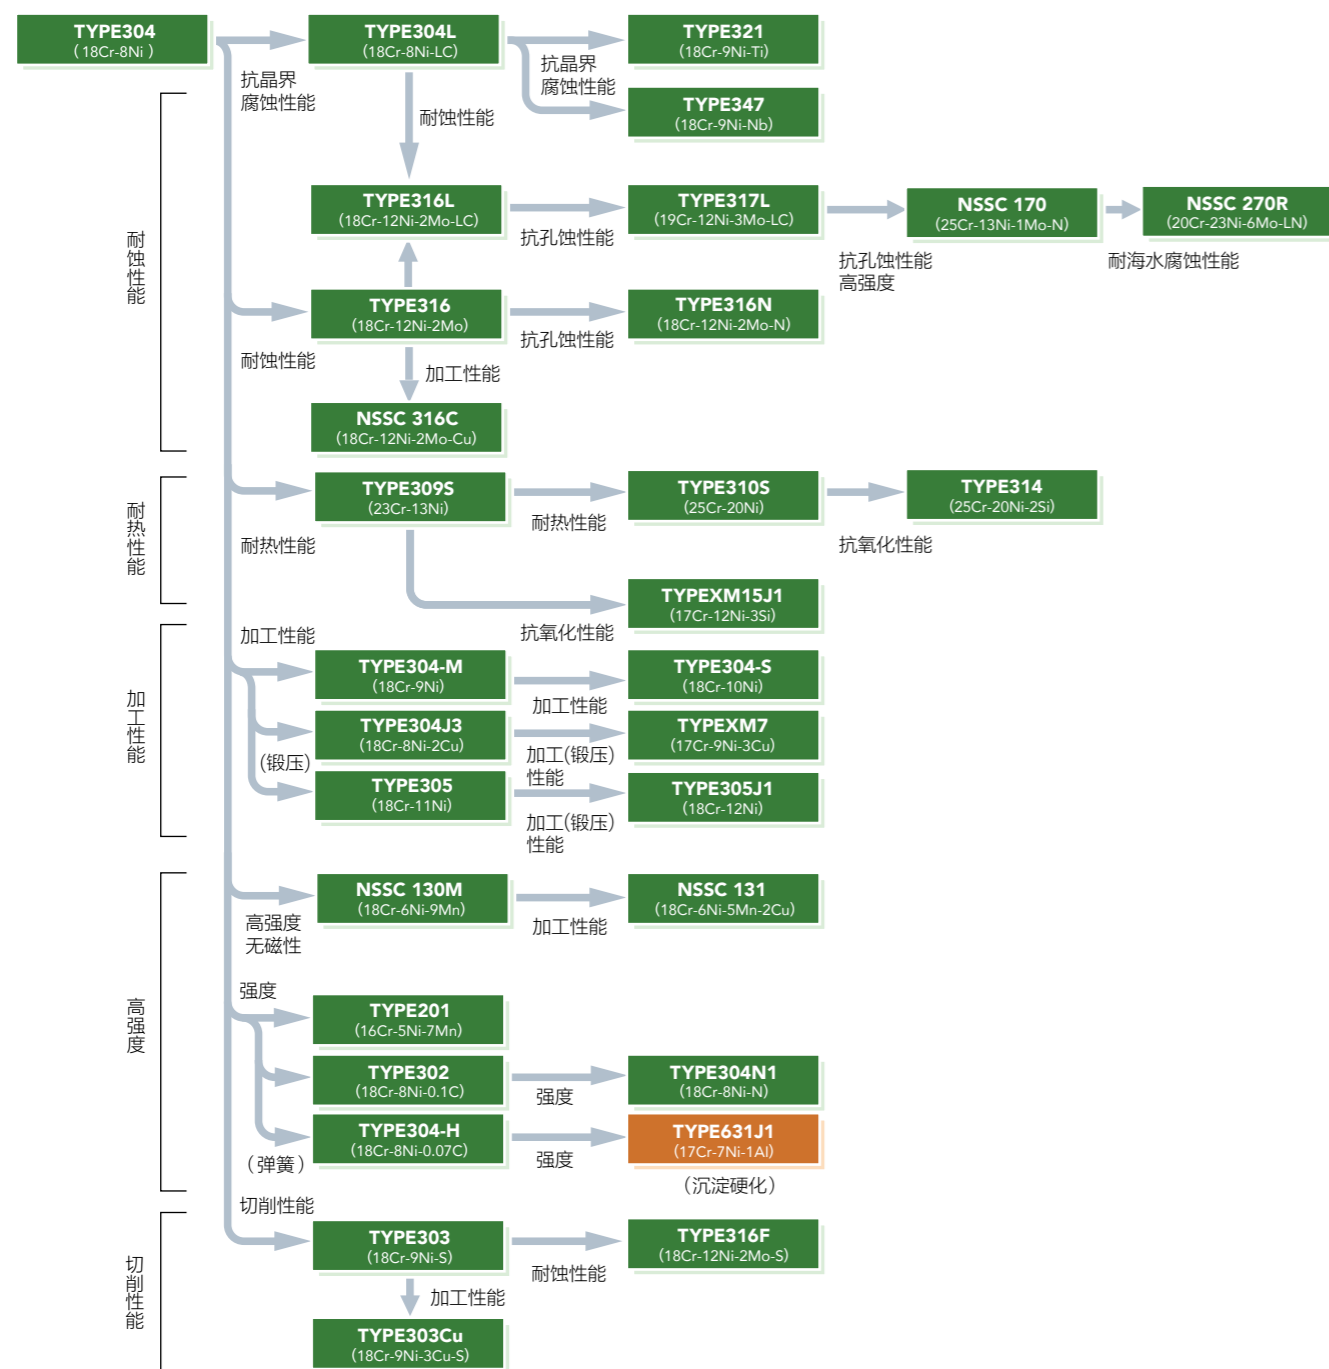 TYPE304
(18Cr-8Ni)
TYPE304L
(18Cr-8Ni-LC)
TYPE321
(18Cr-9Ni-Ti)
抗晶界
腐蚀性能
抗晶界
腐蚀性能
TYPE347
(18Cr-9Ni-Nb)
耐蚀性能
耐蚀性能
TYPE316L
(18Cr-12Ni-2Mo-LC)
抗孔蚀性能
TYPE317L
(19Cr-12Ni-3Mo-LC)
抗孔蚀性能
高强度
NSSC 170
(25Cr-13Ni-1Mo-N)
耐海水腐蚀性能
NSSC 270R
(20Cr-23Ni-6Mo-LN)
耐蚀性能
TYPE316
(18Cr-12Ni-2Mo)
抗孔蚀性能
TYPE316N
(18Cr-12Ni-2Mo-N)
加工性能
NSSC 316C
(18Cr-12Ni-2Mo-Cu)
耐热性能
耐热性能
TYPE309S
(23Cr-13Ni)
耐热性能
TYPE310S
(25Cr-20Ni)
抗氧化性能
TYPE314
(25Cr-20Ni-2Si)
抗氧化性能
TYPEXM15J1
(17Cr-12Ni-3Si)
加工性能
加工性能
TYPE304-M
(18Cr-9Ni)
加工性能
TYPE304-S
(18Cr-10Ni)
(锻压)
TYPE304J3
(18Cr-8Ni-2Cu)
加工(锻压)
性能
TYPEXM7
(17Cr-9Ni-3Cu)
TYPE305
(18Cr-11Ni)
加工(锻压)
性能
TYPE305J1
(18Cr-12Ni)
高强度
高强度
无磁性
NSSC 130M
(18Cr-6Ni-9Mn)
加工性能
NSSC 131
(18Cr-6Ni-5Mn-2Cu)
强度
TYPE201
(16Cr-5Ni-7Mn)
TYPE302
(18Cr-8Ni-0.1C)
强度
TYPE304N1
(18Cr-8Ni-N)
(弹簧)
TYPE304-H
(18Cr-8Ni-0.07C)
强度
TYPE631J1
(17Cr-7Ni-1Al)
(沉淀硬化)
切削性能
切削性能
TYPE303
(18Cr-9Ni-S)
耐蚀性能
TYPE316F
(18Cr-12Ni-2Mo-S)
加工性能
TYPE303Cu
(18Cr-9Ni-3Cu-S)